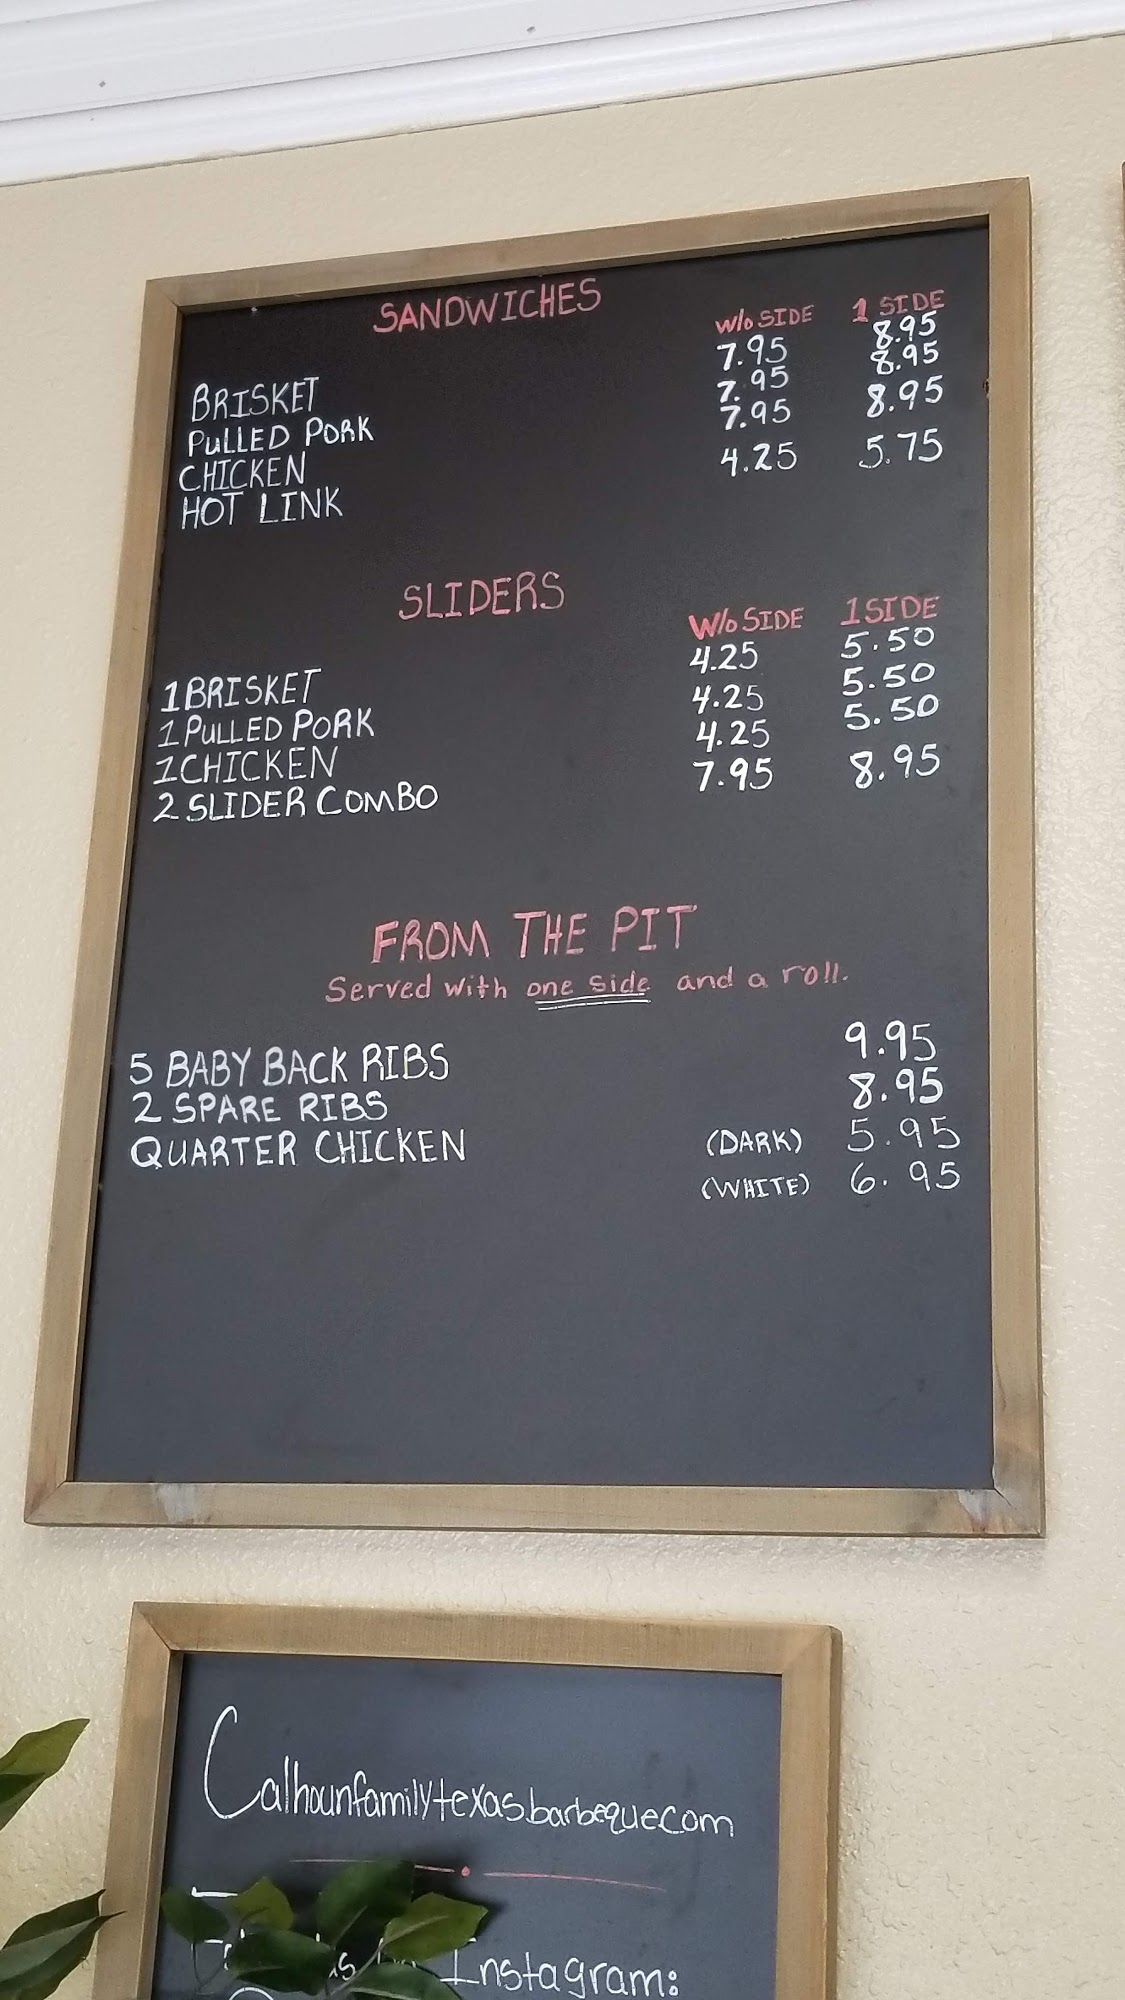 SANDWICHES
w/o SIDE 1 SIDE
BRISKET 7.95 8.95
PULLED PORK 7.95 8.95
CHICKEN 7.95 8.95
HOT LINK 4.25 5.75
SLIDERS
W/o SIDE 1 SIDE
1 BRISKET 4.25 5.50
1 PULLED PORK 4.25 5.50
1 CHICKEN 4.25 5.50
2 SLIDER COMBO 7.95 8.95
FROM THE PIT
Served with one side and a roll.
5 BABY BACK RIBS 9.95
2 SPARE RIBS 8.95
QUARTER CHICKEN (DARK) 5.95
(WHITE) 6.95
Calhounfamilytexasbarbeque.com
Instagram: